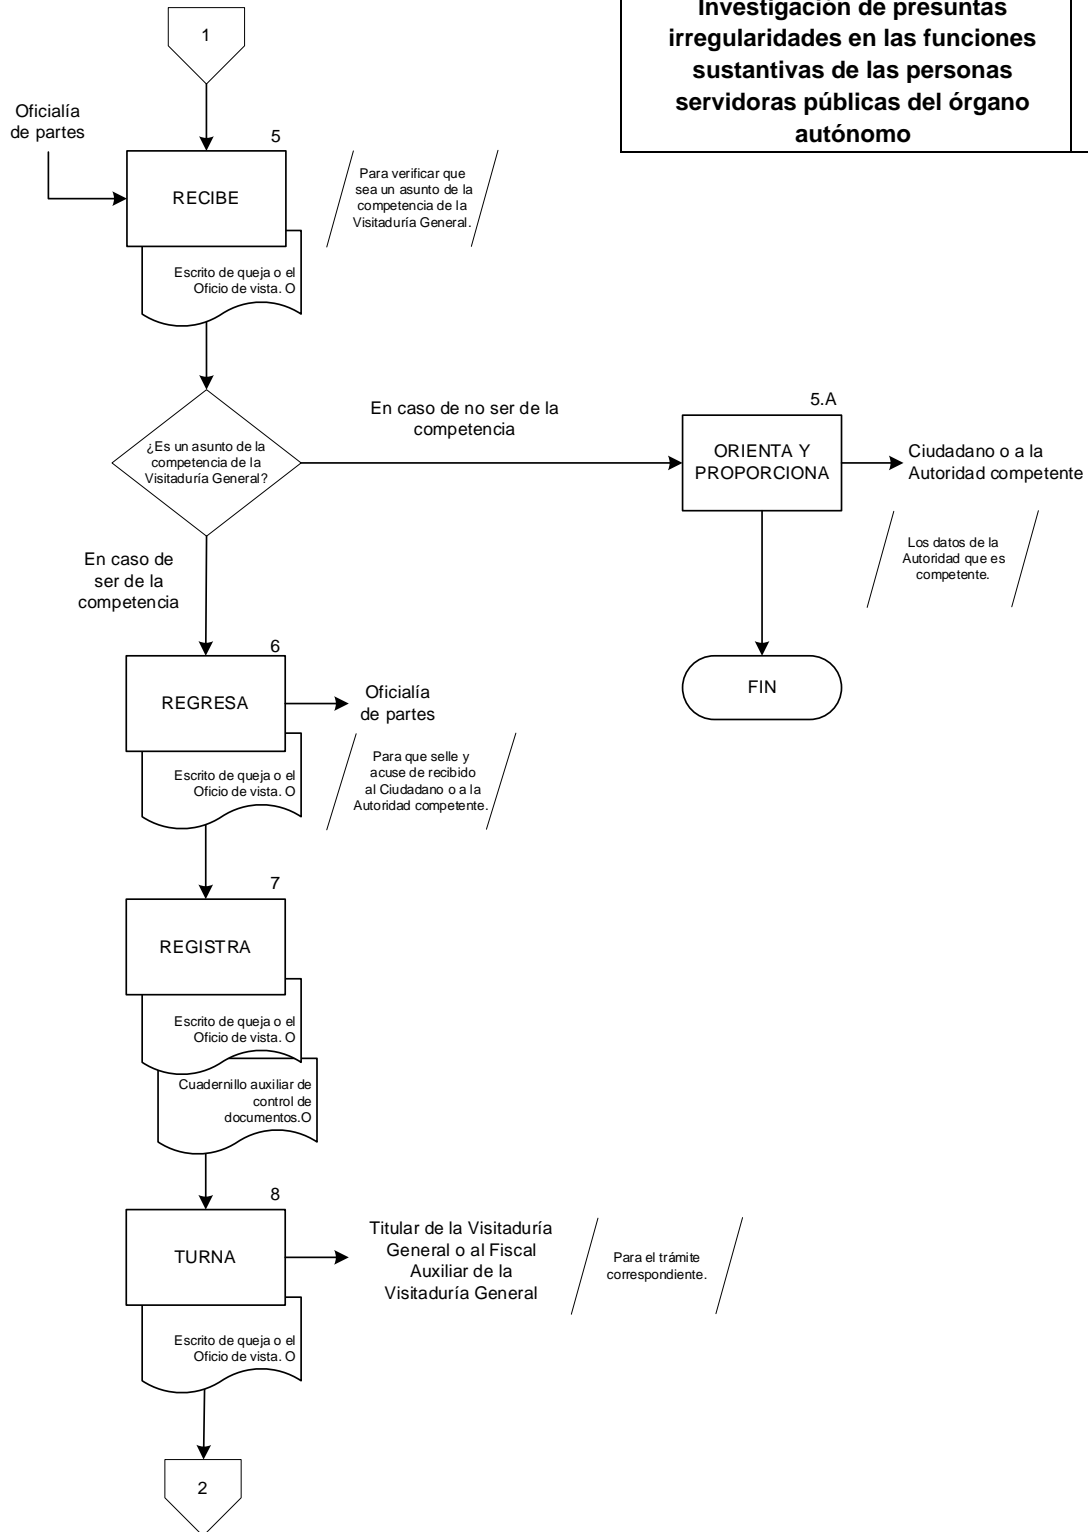 Investigación de presuntas
irregularidades en las funciones
sustantivas de las personas
servidoras públicas del órgano
autónomo
1
Oficialía
de partes
5
RECIBE
Para verificar que
sea un asunto de la
competencia de la
Visitaduría General.
Escrito de queja o el
Oficio de vista. O
¿Es un asunto de la
competencia de la
Visitaduría General?
En caso de no ser de la
competencia
5.A
ORIENTA Y
PROPORCIONA
Ciudadano o a la
Autoridad competente
Los datos de la
Autoridad que es
competente.
FIN
En caso de
ser de la
competencia
6
REGRESA
Oficialía
de partes
Para que selle y
acuse de recibido
al Ciudadano o a la
Autoridad competente.
Escrito de queja o el
Oficio de vista. O
7
REGISTRA
Escrito de queja o el
Oficio de vista. O
Cuadernillo auxiliar de
control de
documentos.O
8
TURNA
Titular de la Visitaduría
General o al Fiscal
Auxiliar de la
Visitaduría General
Para el trámite
correspondiente.
Escrito de queja o el
Oficio de vista. O
2